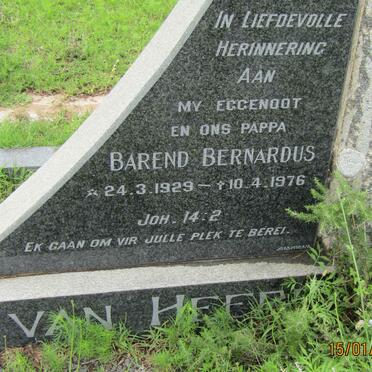 IN LIEFDEVOLLE
HERINNERING
AAN
MY EGGENOOT
EN ONS PAPPA
BAREND BERNARDUS
☆ 24.3.1929 – ✝ 10.4.1976
JOH. 14:2
EK GAAN OM VIR JULLE PLEK TE BEREI.
VAN
15/01/